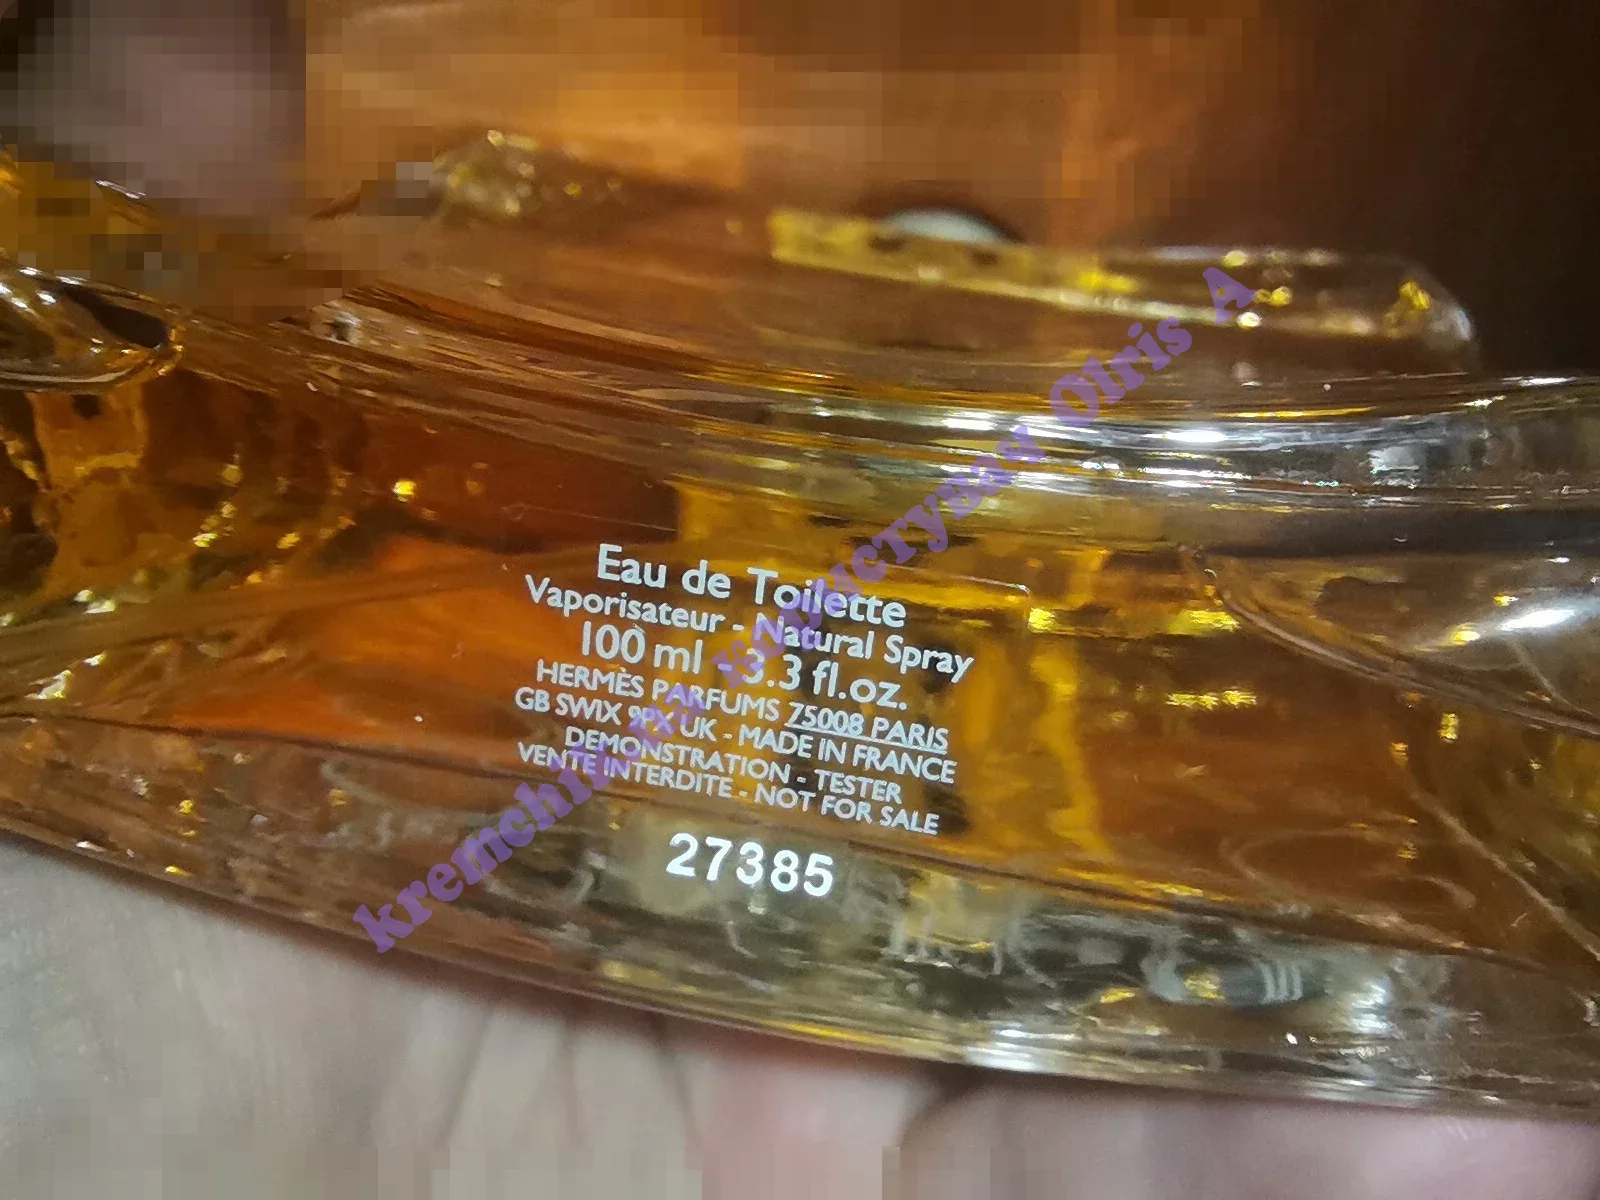 Eau de Toilette
Vaporisateur - Natural Spray
100 ml - 3.3 fl.oz.
HERMÈS PARFUMS 75008 PARIS
GB SW1X 9PX UK - MADE IN FRANCE
DEMONSTRATION - TESTER
VENTE INTERDITE - NOT FOR SALE
27385
Olris A